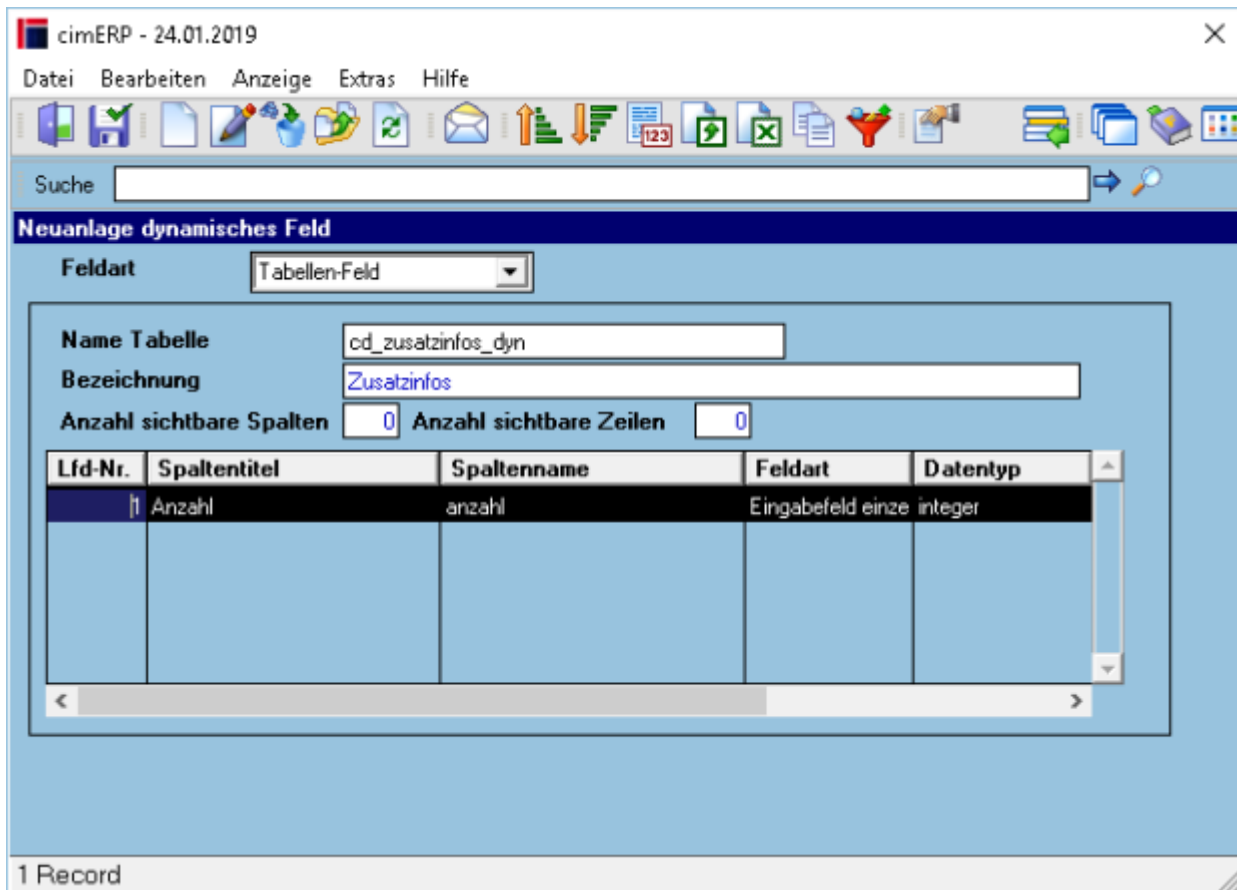 cimERP - 24.01.2019
Datei Bearbeiten Anzeige Extras Hilfe
123
Suche
Neuanlage dynamisches Feld
Feldart Tabellen-Feld
Name Tabelle cd_zusatzinfos_dyn
Bezeichnung Zusatzinfos
Anzahl sichtbare Spalten 0 Anzahl sichtbare Zeilen 0
Lfd-Nr. Spaltentitel Spaltenname Feldart Datentyp
1 Anzahl anzahl Eingabefeld einze integer
1 Record